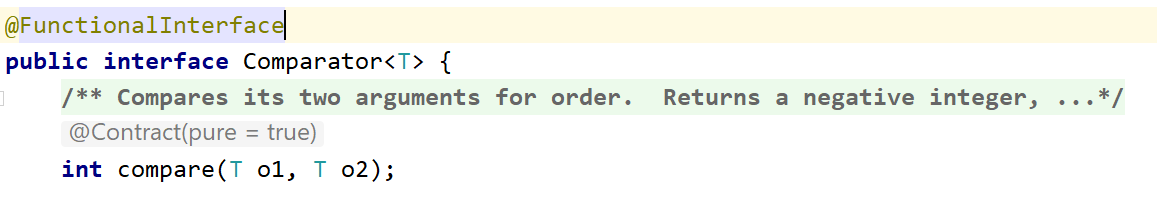 @FunctionalInterface
public interface Comparator<T> {
/** Compares its two arguments for order.  Returns a negative integer, ...*/
@Contract(pure = true)
int compare(T o1, T o2);